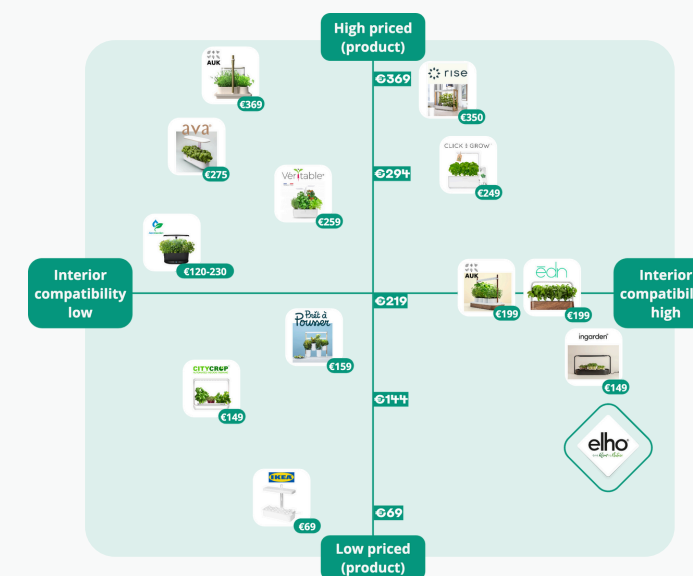 High priced
(product)
AUK
€369
€369
rise
€350
ava
€275
CLICK & GROW
€249
€294
Véritable
€259
€120-230
Interior
compatibility
low
€219
AUK
€199
ēdn
€199
Interior
compatibil
high
Prêt à
Pousser
€159
ingarden
€149
CITYCROP
€149
€144
elho
IKEA
€69
€69
Low priced
(product)